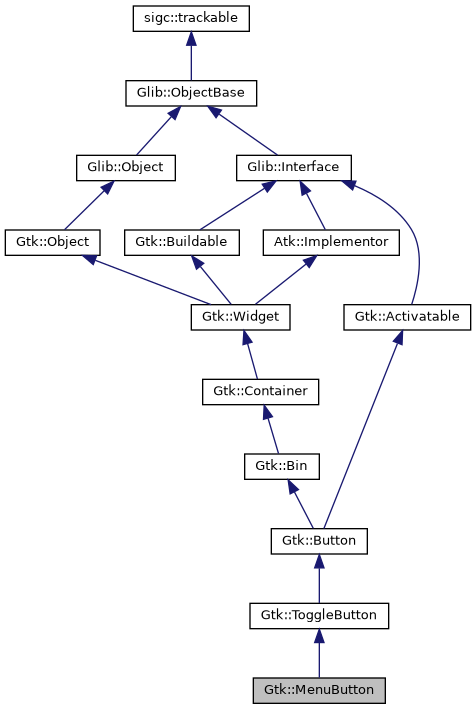 sigc::trackable
Glib::ObjectBase
Glib::Object
Glib::Interface
Gtk::Object
Gtk::Buildable
Atk::Implementor
Gtk::Widget
Gtk::Activatable
Gtk::Container
Gtk::Bin
Gtk::Button
Gtk::ToggleButton
Gtk::MenuButton